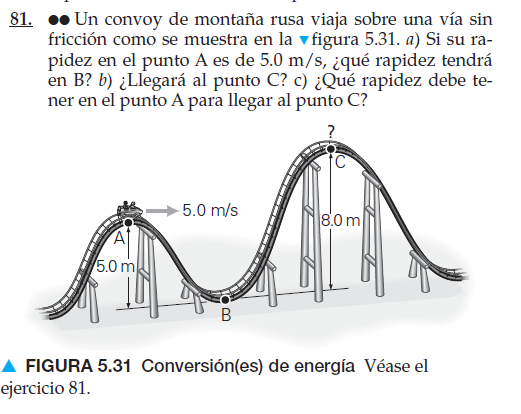 81. ●● Un convoy de montaña rusa viaja sobre una vía sin
fricción como se muestra en la ▼figura 5.31. a) Si su ra-
pidez en el punto A es de 5.0 m/s, ¿qué rapidez tendrá
en B? b) ¿Llegará al punto C? c) ¿Qué rapidez debe te-
ner en el punto A para llegar al punto C?
?
C
5.0 m/s
8.0 m
A
5.0 m
B
▲ FIGURA 5.31 Conversión(es) de energía Véase el
ejercicio 81.